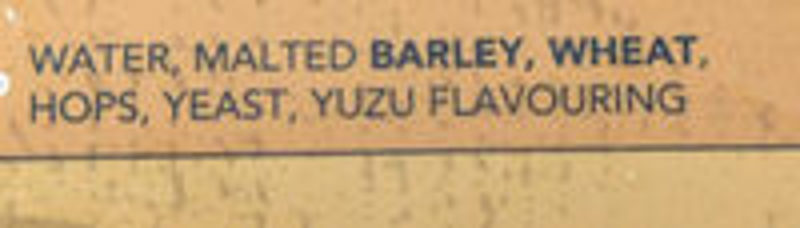 WATER, MALTED BARLEY, WHEAT,
HOPS, YEAST, YUZU FLAVOURING